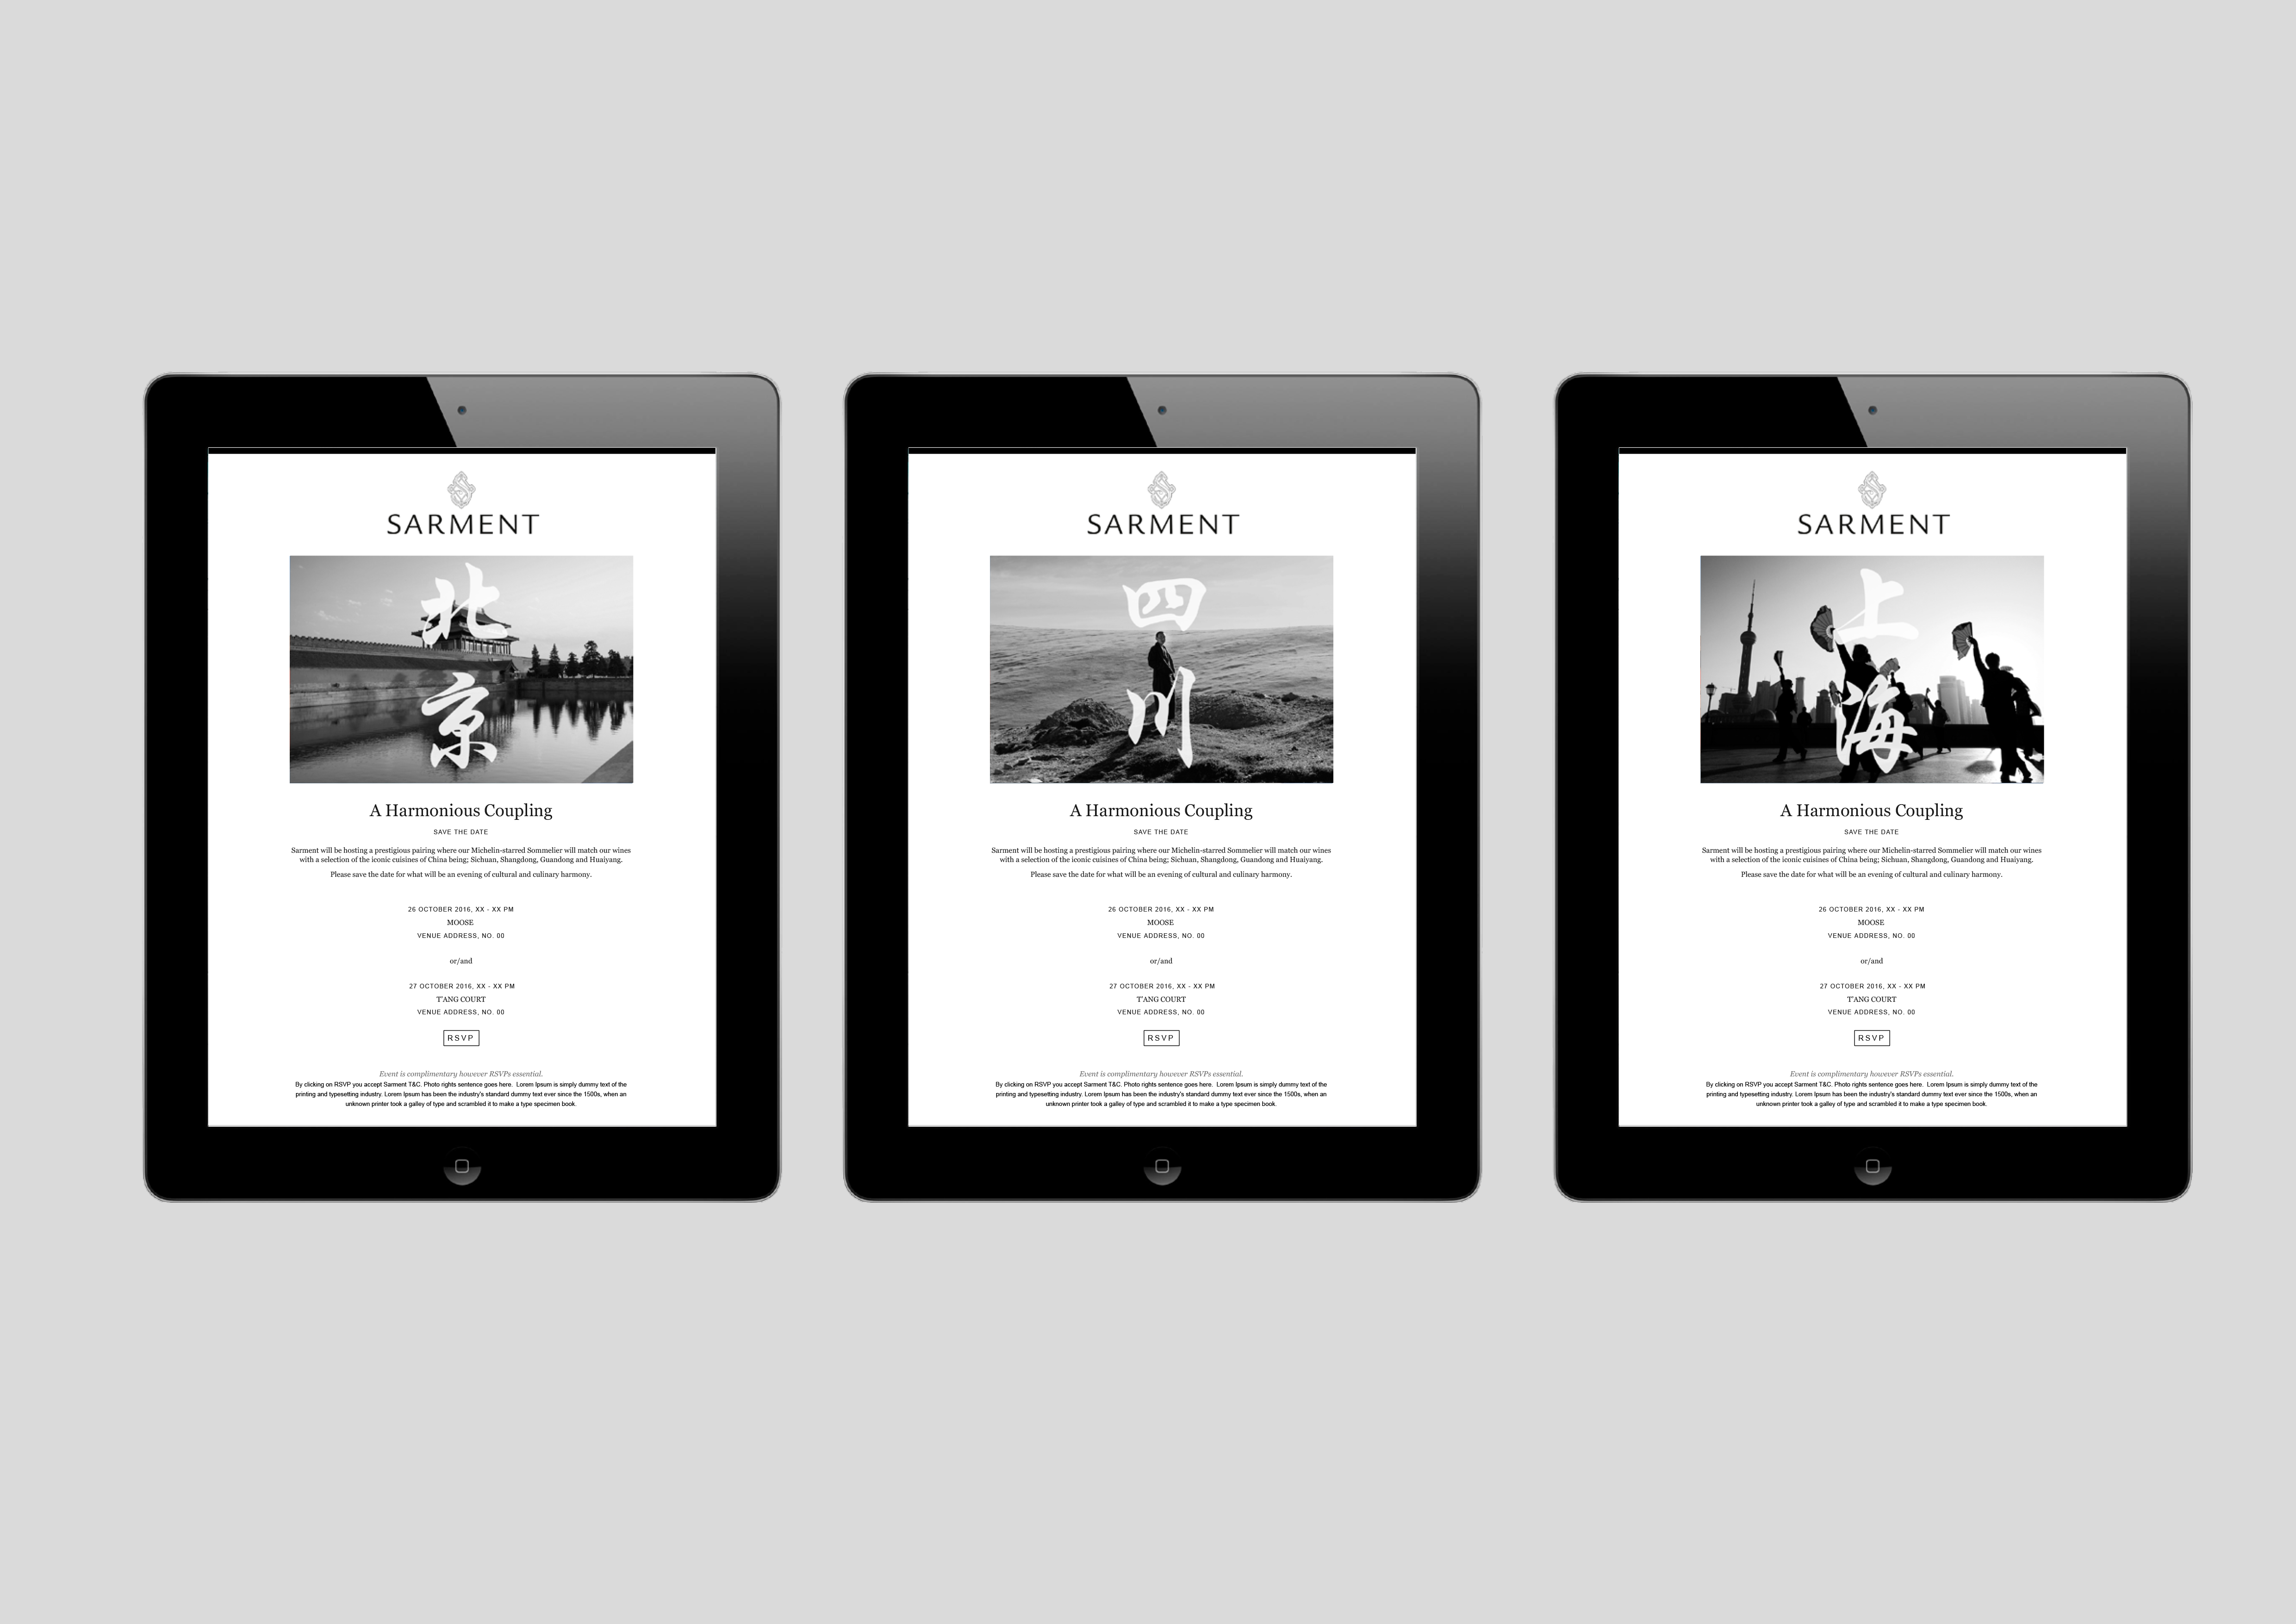 SARMENT
北
京
A Harmonious Coupling
SAVE THE DATE
Sarment will be hosting a prestigious pairing where our Michelin-starred Sommelier will match our wines
with a selection of the iconic cuisines of China being; Sichuan, Shangdong, Guandong and Huaiyang.
Please save the date for what will be an evening of cultural and culinary harmony.
26 OCTOBER 2016, XX - XX PM
MOOSE
VENUE ADDRESS, NO. 00
or/and
27 OCTOBER 2016, XX - XX PM
T'ANG COURT
VENUE ADDRESS, NO. 00
RSVP
Event is complimentary however RSVPs essential.
By clicking on RSVP you accept Sarment T&C. Photo rights sentence goes here. Lorem Ipsum is simply dummy text of the
printing and typesetting industry. Lorem Ipsum has been the industry's standard dummy text ever since the 1500s, when an
unknown printer took a galley of type and scrambled it to make a type specimen book.
SARMENT
四
川
A Harmonious Coupling
SAVE THE DATE
Sarment will be hosting a prestigious pairing where our Michelin-starred Sommelier will match our wines
with a selection of the iconic cuisines of China being; Sichuan, Shangdong, Guandong and Huaiyang.
Please save the date for what will be an evening of cultural and culinary harmony.
26 OCTOBER 2016, XX - XX PM
MOOSE
VENUE ADDRESS, NO. 00
or/and
27 OCTOBER 2016, XX - XX PM
T'ANG COURT
VENUE ADDRESS, NO. 00
RSVP
Event is complimentary however RSVPs essential.
By clicking on RSVP you accept Sarment T&C. Photo rights sentence goes here. Lorem Ipsum is simply dummy text of the
printing and typesetting industry. Lorem Ipsum has been the industry's standard dummy text ever since the 1500s, when an
unknown printer took a galley of type and scrambled it to make a type specimen book.
SARMENT
上
海
A Harmonious Coupling
SAVE THE DATE
Sarment will be hosting a prestigious pairing where our Michelin-starred Sommelier will match our wines
with a selection of the iconic cuisines of China being; Sichuan, Shangdong, Guandong and Huaiyang.
Please save the date for what will be an evening of cultural and culinary harmony.
26 OCTOBER 2016, XX - XX PM
MOOSE
VENUE ADDRESS, NO. 00
or/and
27 OCTOBER 2016, XX - XX PM
T'ANG COURT
VENUE ADDRESS, NO. 00
RSVP
Event is complimentary however RSVPs essential.
By clicking on RSVP you accept Sarment T&C. Photo rights sentence goes here. Lorem Ipsum is simply dummy text of the
printing and typesetting industry. Lorem Ipsum has been the industry's standard dummy text ever since the 1500s, when an
unknown printer took a galley of type and scrambled it to make a type specimen book.